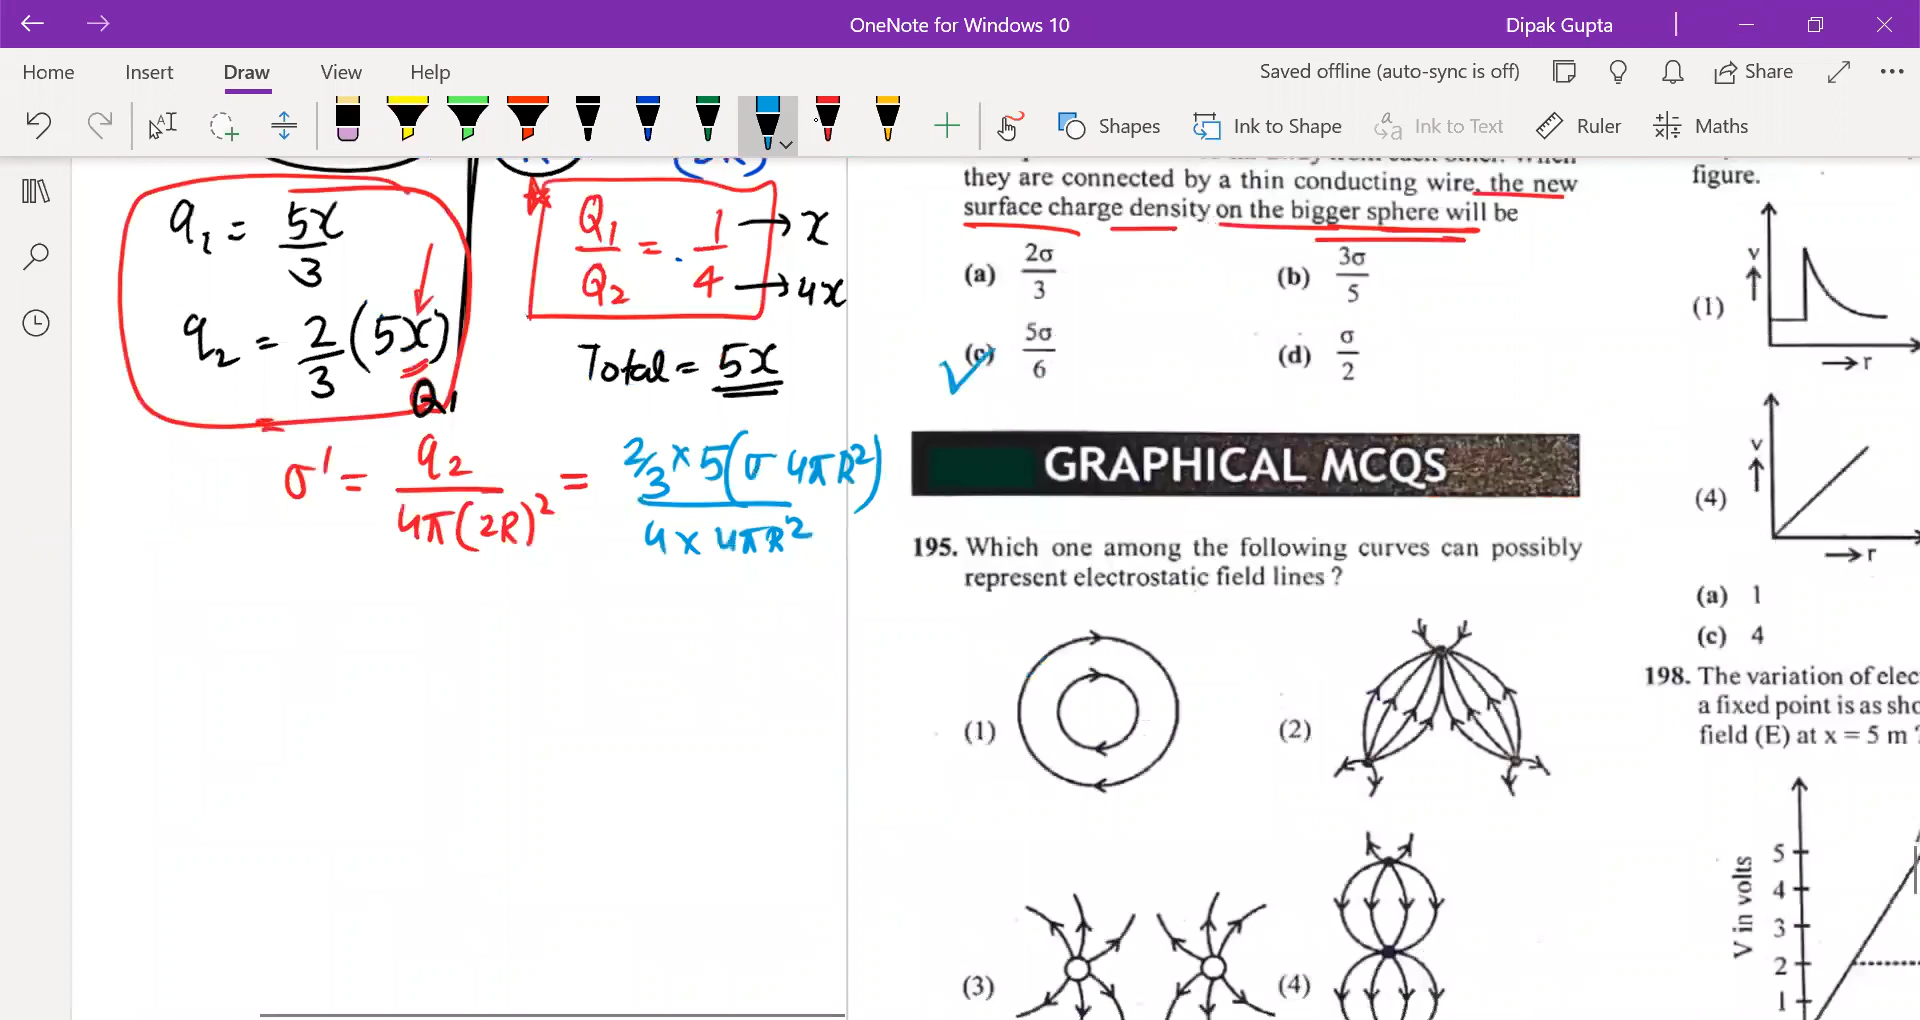 OneNote for Windows 10
Dipak Gupta
Home Insert Draw View Help
Saved offline (auto-sync is off) Share
Shapes Ink to Shape Ink to Text Ruler Maths
q₁ = 5x/3
q₂ = 2/3 (5x)
Q₁
Q₁/Q₂ = 1/4 → x → 4x
Total = 5x
σ' = q₂ / 4π(2R)² = 2/3 × 5(σ 4πR²) / 4 × 4πR²
they are connected by a thin conducting wire, the new
surface charge density on the bigger sphere will be
(a) 2σ/3 (b) 3σ/5
(c) 5σ/6 (d) σ/2
GRAPHICAL MCQS
195. Which one among the following curves can possibly
represent electrostatic field lines ?
(1) (2)
(3) (4)
figure.
(1) v r
(4) v r
(a) 1
(c) 4
198. The variation of elec
a fixed point is as sho
field (E) at x = 5 m ?
V in volts
5
4
3
2
1